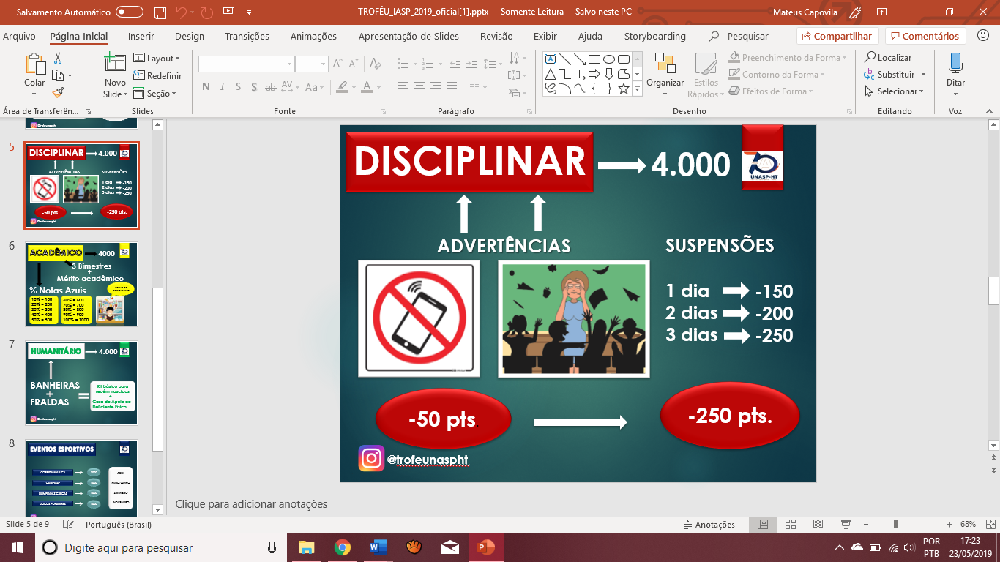 Salvamento Automático
TROFÉU_IASP_2019_oficial[1].pptx - Somente Leitura - Salvo neste PC
Mateus Capovila
Arquivo Página Inicial Inserir Design Transições Animações Apresentação de Slides Revisão Exibir Ajuda Storyboarding Pesquisar Compartilhar Comentários
Colar
Novo Slide
Layout
Redefinir
Seção
N I S S ab AV Aa A
Organizar
Estilos Rápidos
Preenchimento da Forma
Contorno da Forma
Efeitos de Forma
Localizar
Substituir
Selecionar
Ditar
Área de Transferên... Slides Fonte Parágrafo Desenho Editando Voz
5
DISCIPLINAR 4.000
ADVERTÊNCIAS SUSPENSÕES
1 dia -150
2 dias -200
3 dias -250
-50 pts -250 pts.
@trofeunaspht
6
ACADÊMICO 4000
3 Bimestres
+
Mérito acadêmico
% Notas Azuis
10% = 100 60% = 600
20% = 200 70% = 700
30% = 300 80% = 800
40% = 400 90% = 900
50% = 500 100% = 1000
7
HUMANITÁRIO 4.000
BANHEIRAS
+
FRALDAS
=
Kit básico para
recém nascidos
+
Casa de Apoio ao
Deficiente Físico
@trofeunaspht
8
EVENTOS ESPORTIVOS
CORRIDA MALUCA 1000 ABRIL
OLIMPIASP 1000 MAIO/JUNHO
OLIMPÍADAS CÍVICAS 1000 SETEMBRO
JOGOS POPULARES 1000 NOVEMBRO
DISCIPLINAR 4.000
UNASP-HT
ADVERTÊNCIAS SUSPENSÕES
1 dia -150
2 dias -200
3 dias -250
-50 pts. -250 pts.
@trofeunaspht
Clique para adicionar anotações
Slide 5 de 9 Português (Brasil) Anotações 68%
Digite aqui para pesquisar
POR
PTB
17:23
23/05/2019